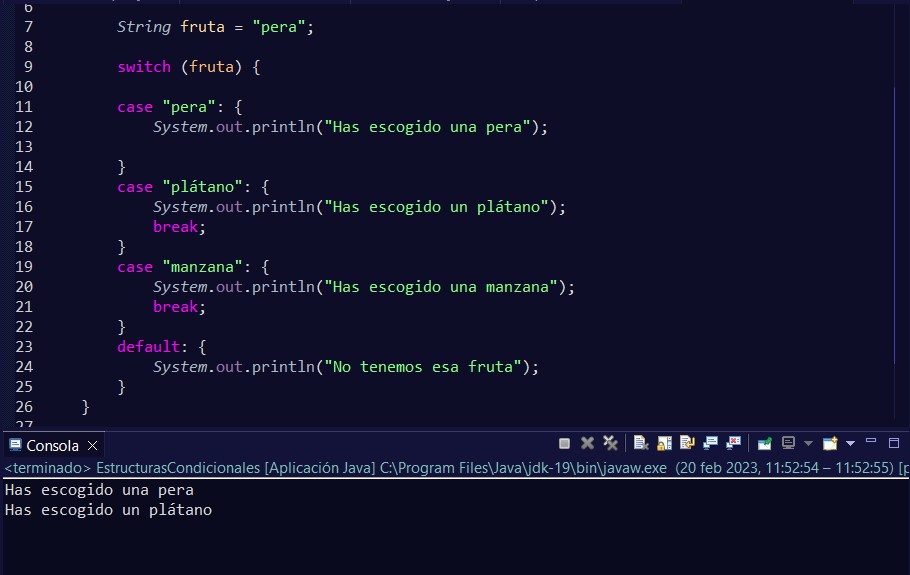 6
7 String fruta = "pera";
8
9 switch (fruta) {
10
11 case "pera": {
12 System.out.println("Has escogido una pera");
13
14 }
15 case "plátano": {
16 System.out.println("Has escogido un plátano");
17 break;
18 }
19 case "manzana": {
20 System.out.println("Has escogido una manzana");
21 break;
22 }
23 default: {
24 System.out.println("No tenemos esa fruta");
25 }
26 }
27
Consola
<terminado> EstructurasCondicionales [Aplicación Java] C:\Program Files\Java\jdk-19\bin\javaw.exe (20 feb 2023, 11:52:54 – 11:52:55) [p
Has escogido una pera
Has escogido un plátano